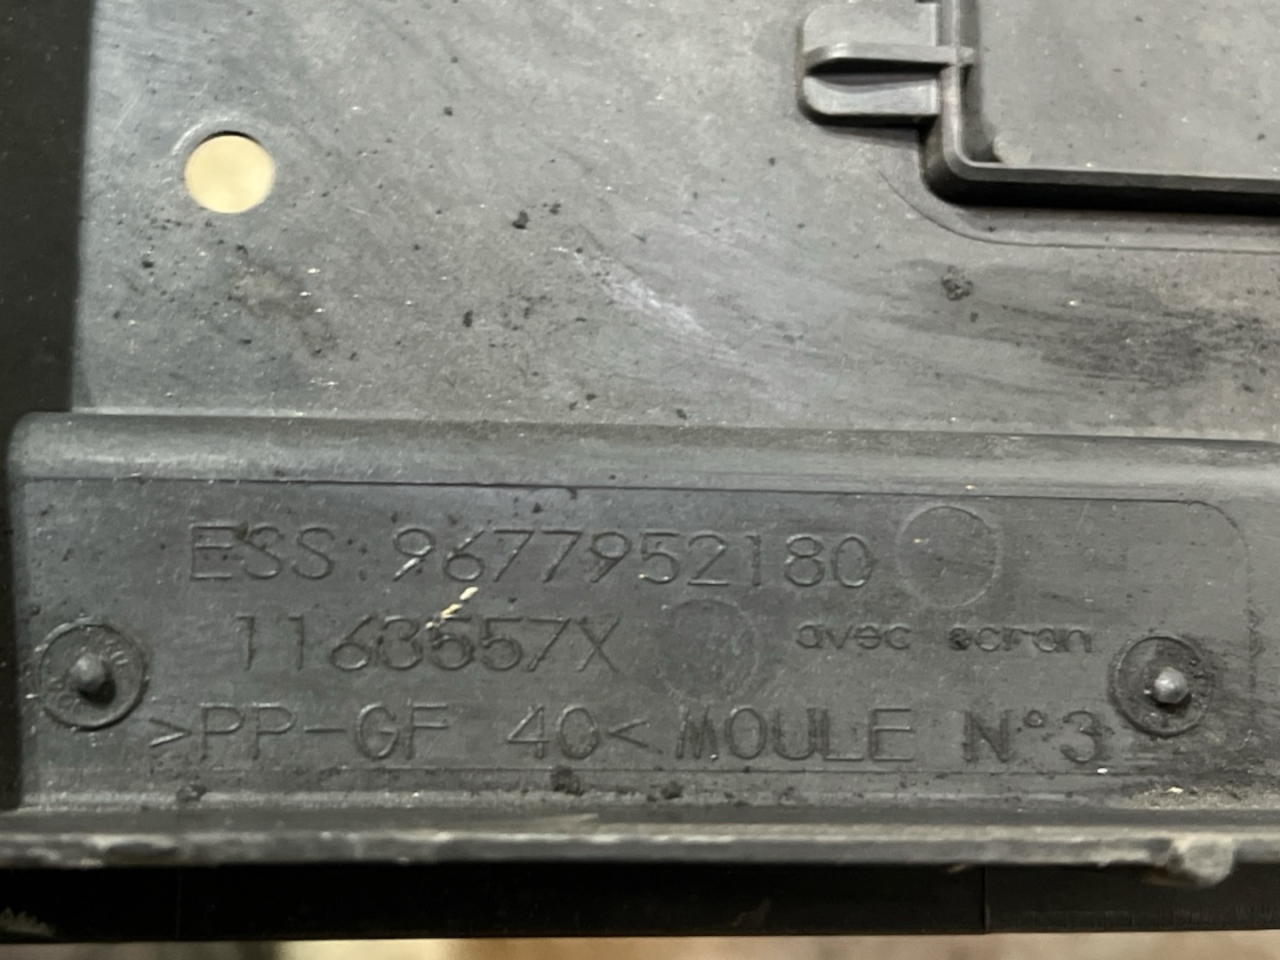 ESS: 9677952180
1163557X
avec ecran
>PP-GF 40< MOULE N°3